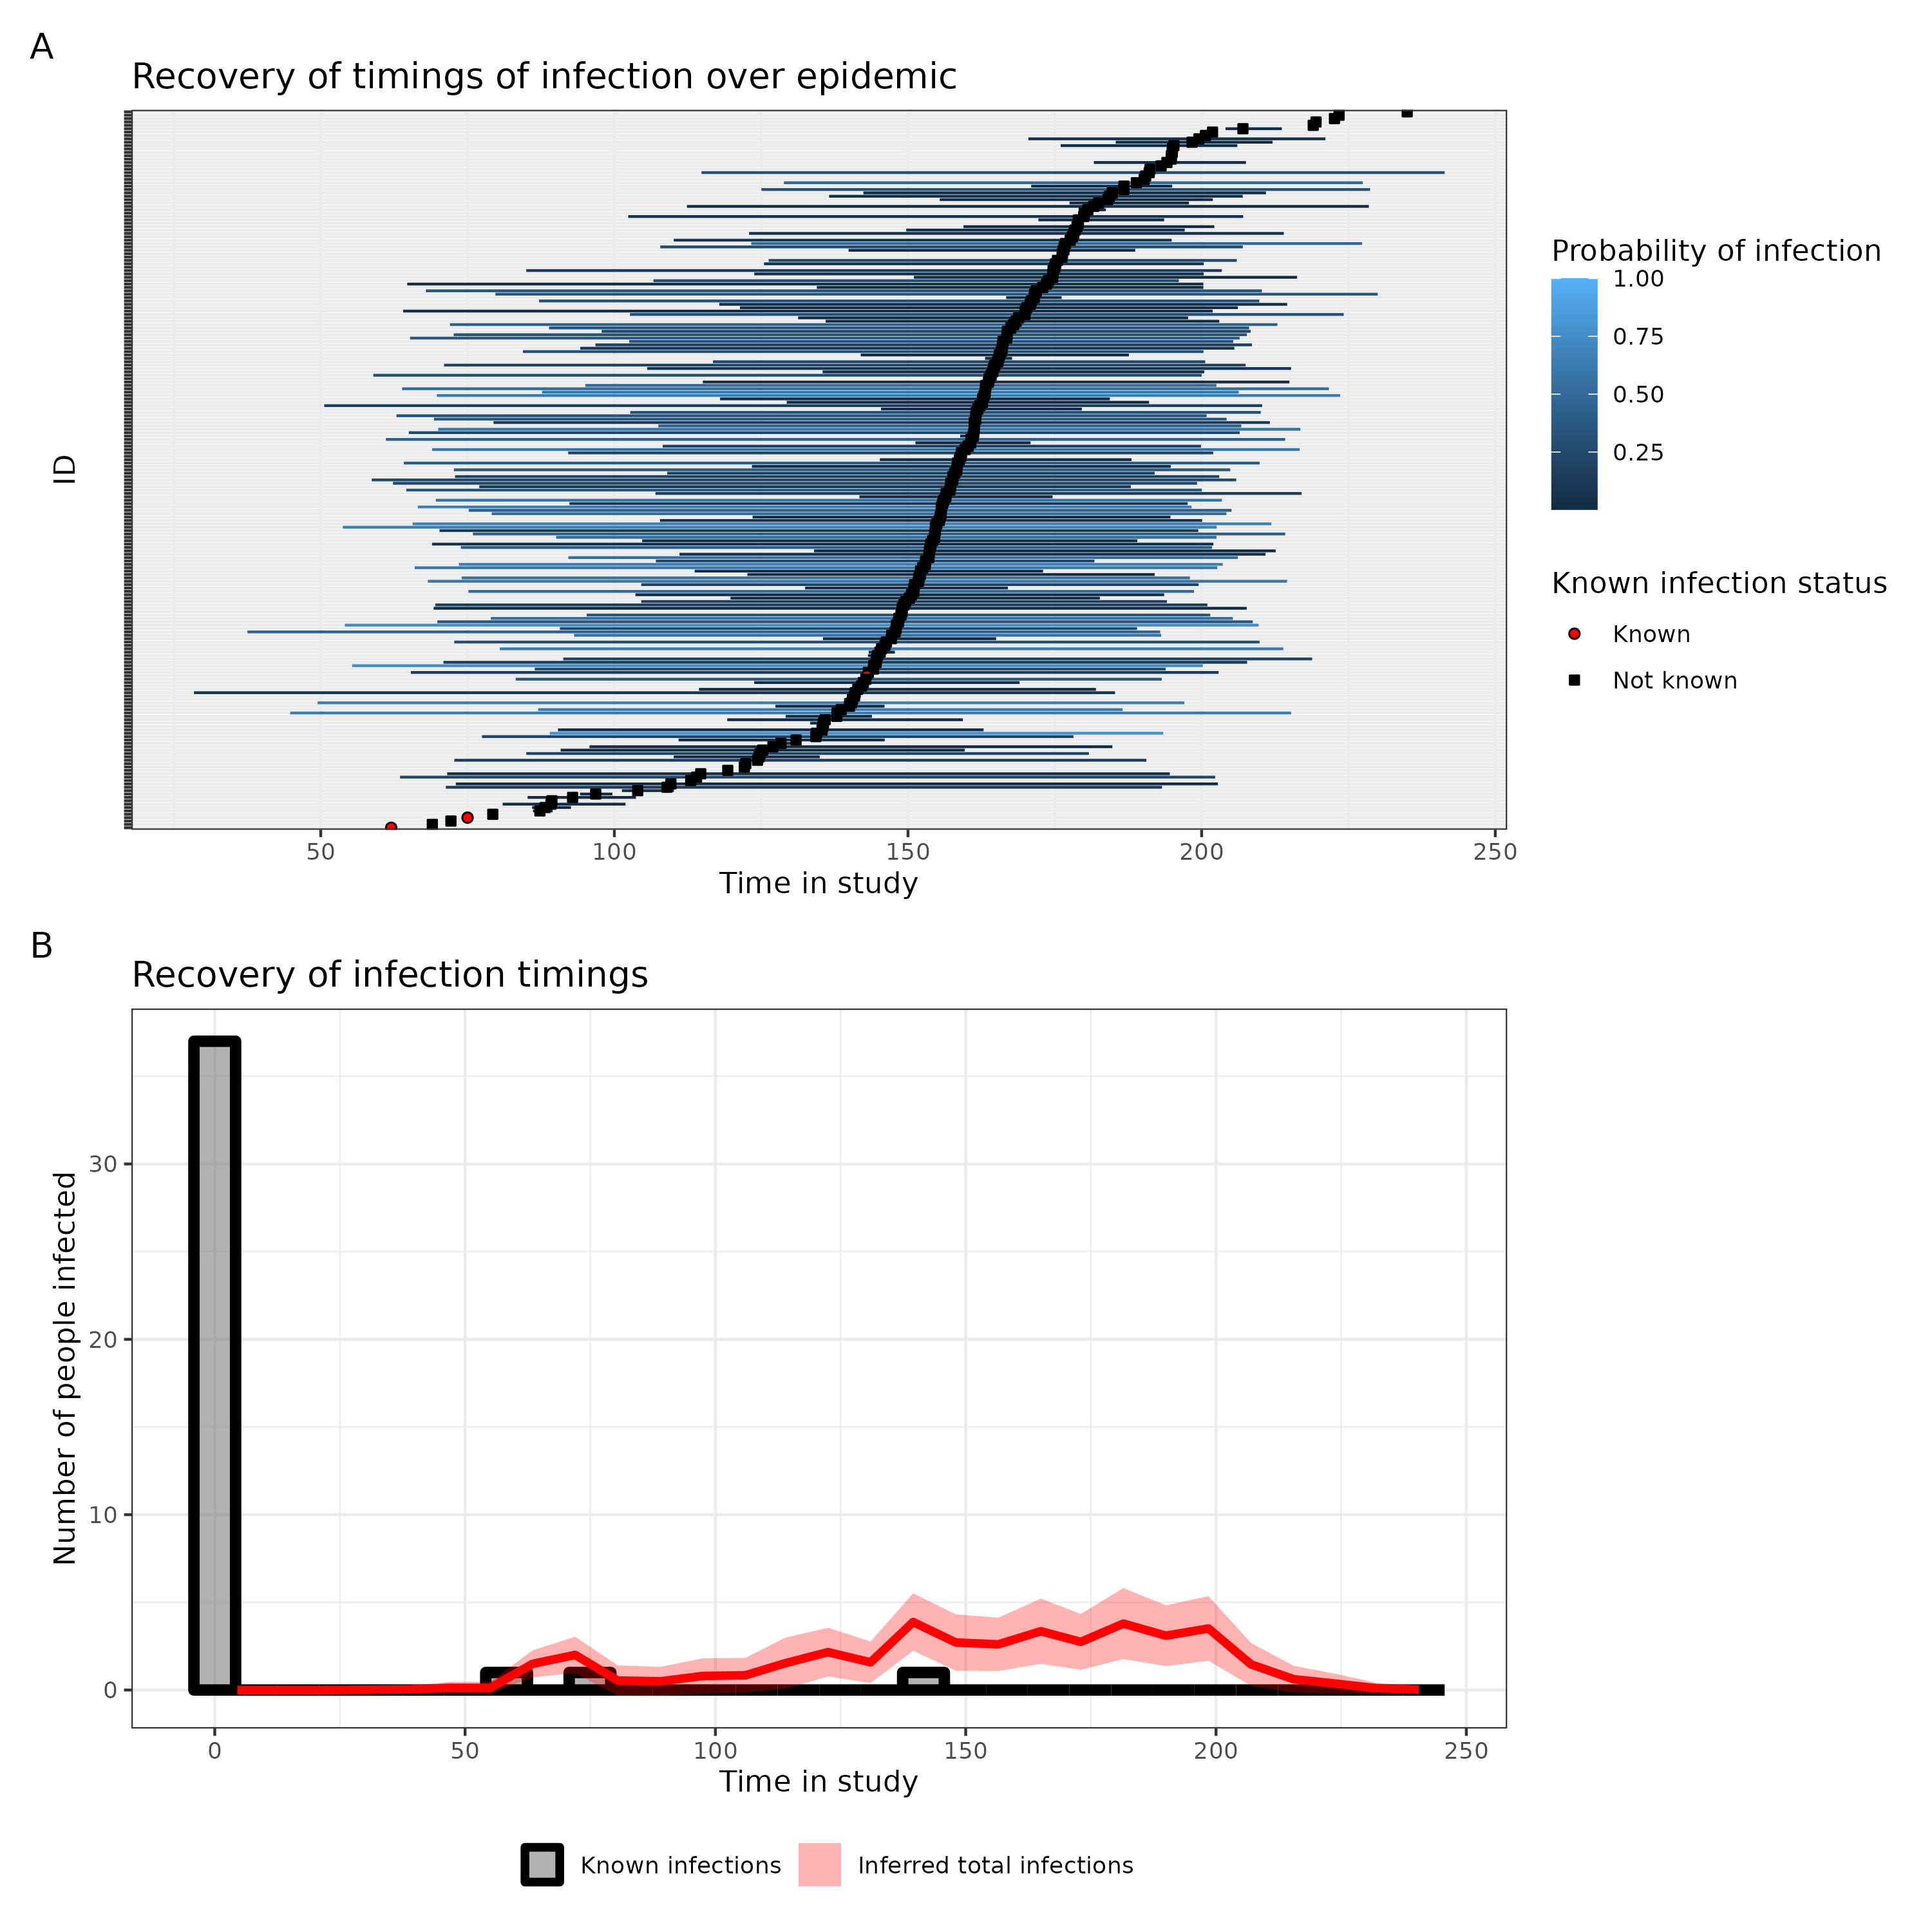 A
Recovery of timings of infection over epidemic
ID
50 100 150 200 250
Time in study
Probability of infection
1.00
0.75
0.50
0.25
Known infection status
Known
Not known
B
Recovery of infection timings
Number of people infected
30
20
10
0
0 50 100 150 200 250
Time in study
Known infections Inferred total infections